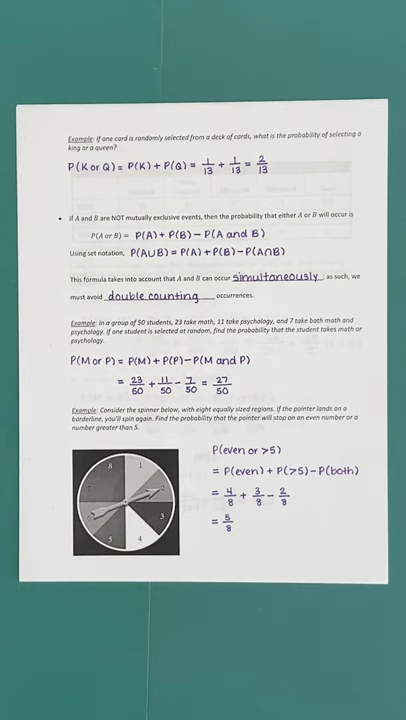 Example: If one card is randomly selected from a deck of cards, what is the probability of selecting a
king or a queen?
P(K or Q) = P(K) + P(Q) = 1/13 + 1/13 = 2/13
• If A and B are NOT mutually exclusive events, then the probability that either A or B will occur is
P(A or B) = P(A) + P(B) − P(A and B)
Using set notation, P(A∪B) = P(A) + P(B) − P(A∩B)
This formula takes into account that A and B can occur simultaneously; as such, we
must avoid double counting occurrences.
Example: In a group of 50 students, 23 take math, 11 take psychology, and 7 take both math and
psychology. If one student is selected at random, find the probability that the student takes math or
psychology.
P(M or P) = P(M) + P(P) − P(M and P)
= 23/50 + 11/50 − 7/50 = 27/50
Example: Consider the spinner below, with eight equally sized regions. If the pointer lands on a
borderline, you'll spin again. Find the probability that the pointer will stop on an even number or a
number greater than 5.
P(even or >5)
= P(even) + P(>5) − P(both)
= 4/8 + 3/8 − 2/8
= 5/8
8 1
7
6 3
5 4